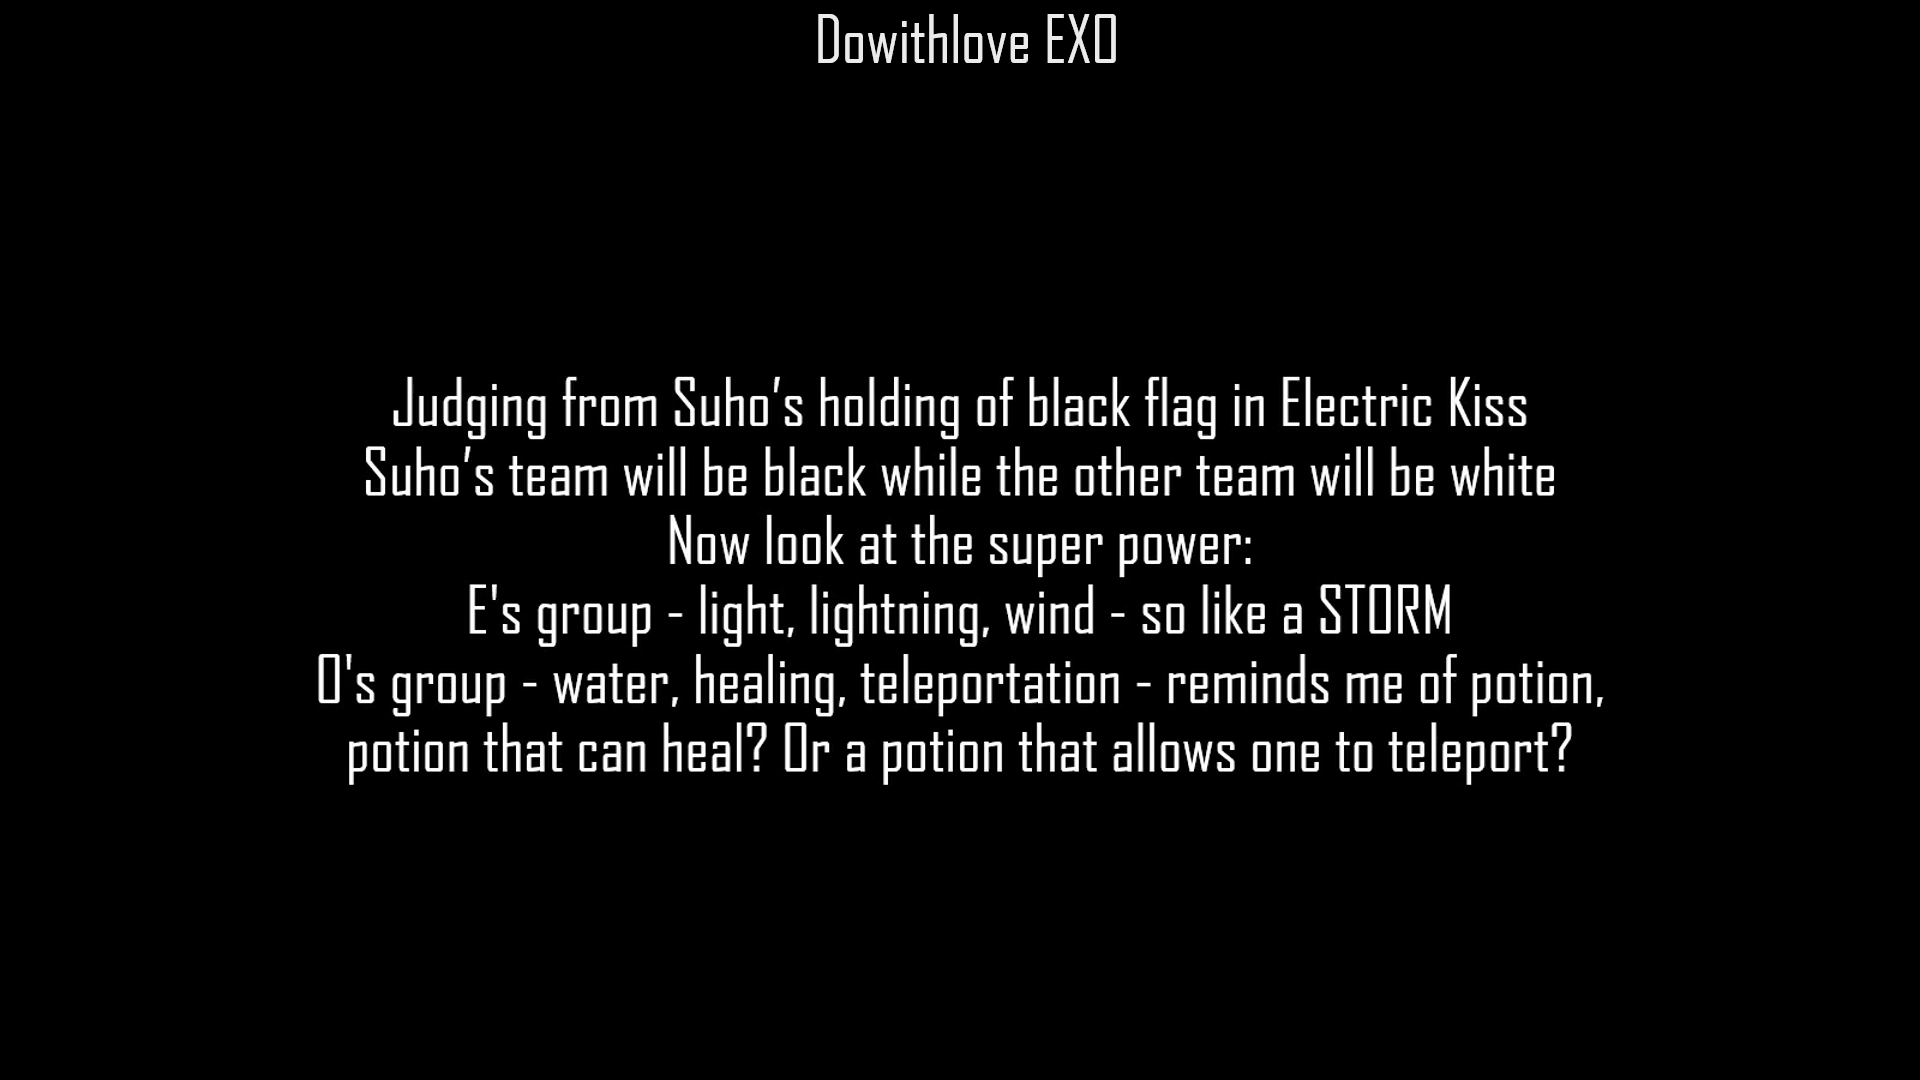 Dowithlove EXO
Judging from Suho’s holding of black flag in Electric Kiss
Suho’s team will be black while the other team will be white
Now look at the super power:
E's group - light, lightning, wind - so like a STORM
O's group - water, healing, teleportation - reminds me of potion,
potion that can heal? Or a potion that allows one to teleport?